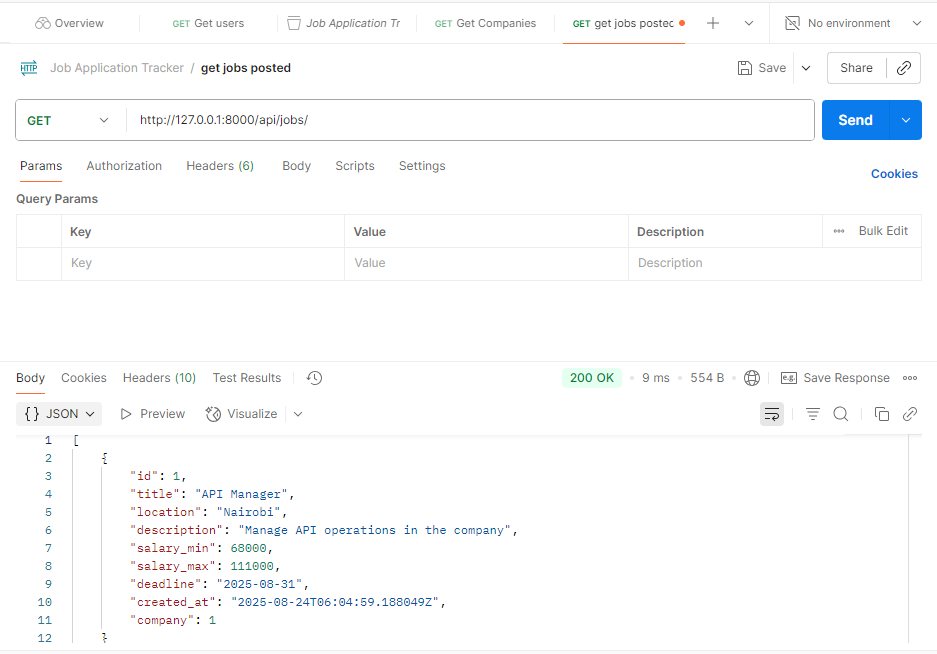 Overview GET Get users Job Application Tr GET Get Companies GET get jobs posted No environment
HTTP Job Application Tracker / get jobs posted Save Share
GET http://127.0.0.1:8000/api/jobs/ Send
Params Authorization Headers (6) Body Scripts Settings Cookies
Query Params
Key Value Description ••• Bulk Edit
Key Value Description
Body Cookies Headers (10) Test Results 200 OK • 9 ms • 554 B • e.g. Save Response •••
{} JSON Preview Visualize
1 [
2 {
3 "id": 1,
4 "title": "API Manager",
5 "location": "Nairobi",
6 "description": "Manage API operations in the company",
7 "salary_min": 68000,
8 "salary_max": 111000,
9 "deadline": "2025-08-31",
10 "created_at": "2025-08-24T06:04:59.188049Z",
11 "company": 1
12 }